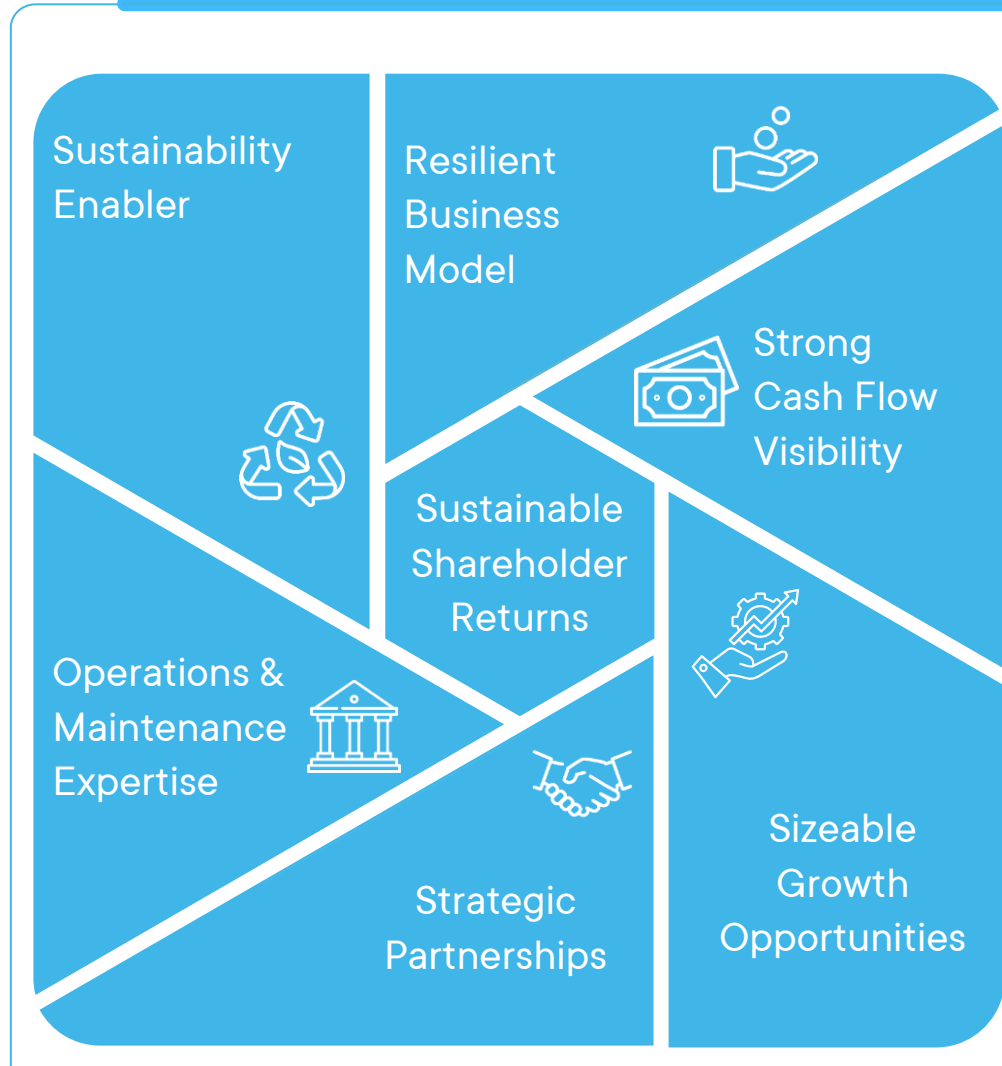 Sustainability
Enabler
Resilient
Business
Model
Strong
Cash Flow
Visibility
Sustainable
Shareholder
Returns
Operations &
Maintenance
Expertise
Strategic
Partnerships
Sizeable
Growth
Opportunities